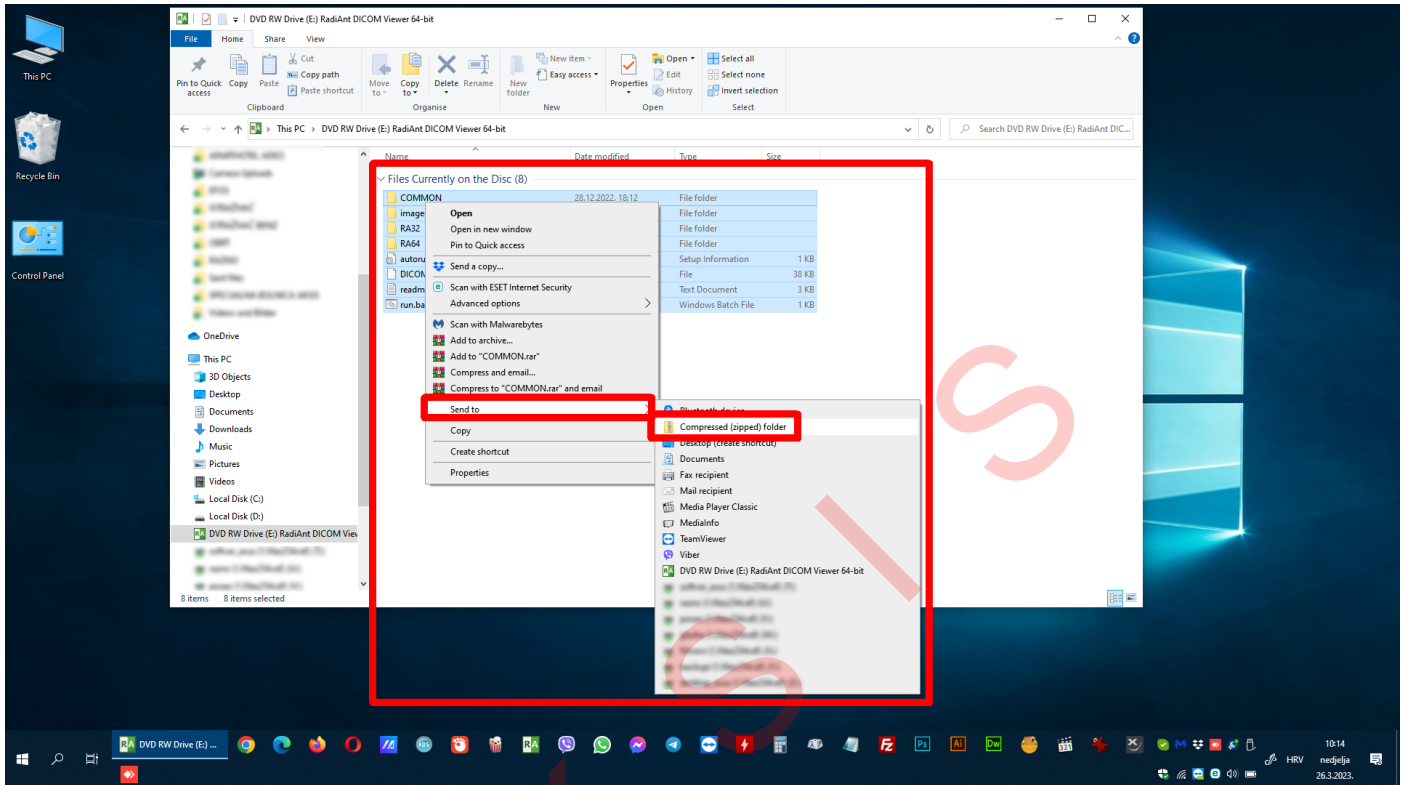 This PC
Recycle Bin
Control Panel
RA
DVD RW Drive (E:) RadiAnt DICOM Viewer 64-bit
File Home Share View
Pin to Quick access
Copy
Paste
Cut
Copy path
Paste shortcut
Clipboard
Move to
Copy to
Delete
Rename
Organise
New folder
New item
Easy access
New
Properties
Open
Edit
History
Open
Select all
Select none
Invert selection
Select
This PC > DVD RW Drive (E:) RadiAnt DICOM Viewer 64-bit
Search DVD RW Drive (E:) RadiAnt DIC...
OneDrive
This PC
3D Objects
Desktop
Documents
Downloads
Music
Pictures
Videos
Local Disk (C:)
Local Disk (D:)
DVD RW Drive (E:) RadiAnt DICOM View
Name Date modified Type Size
Files Currently on the Disc (8)
COMMON 28.12.2022. 18:12 File folder
image File folder
RA32 File folder
RA64 File folder
autoru Setup Information 1 KB
DICOM File 38 KB
readm Text Document 3 KB
run.ba Windows Batch File 1 KB
Open
Open in new window
Pin to Quick access
Send a copy...
Scan with ESET Internet Security
Advanced options
Scan with Malwarebytes
Add to archive...
Add to "COMMON.rar"
Compress and email...
Compress to "COMMON.rar" and email
Send to
Copy
Create shortcut
Properties
Bluetooth device
Compressed (zipped) folder
Desktop (create shortcut)
Documents
Fax recipient
Mail recipient
Media Player Classic
MediaInfo
TeamViewer
Viber
DVD RW Drive (E:) RadiAnt DICOM Viewer 64-bit
8 items 8 items selected
S I S
S
DVD RW Drive (E:) ...
RA
Ps
Ai
Dw
321
HRV
10:14
nedjelja
26.3.2023.